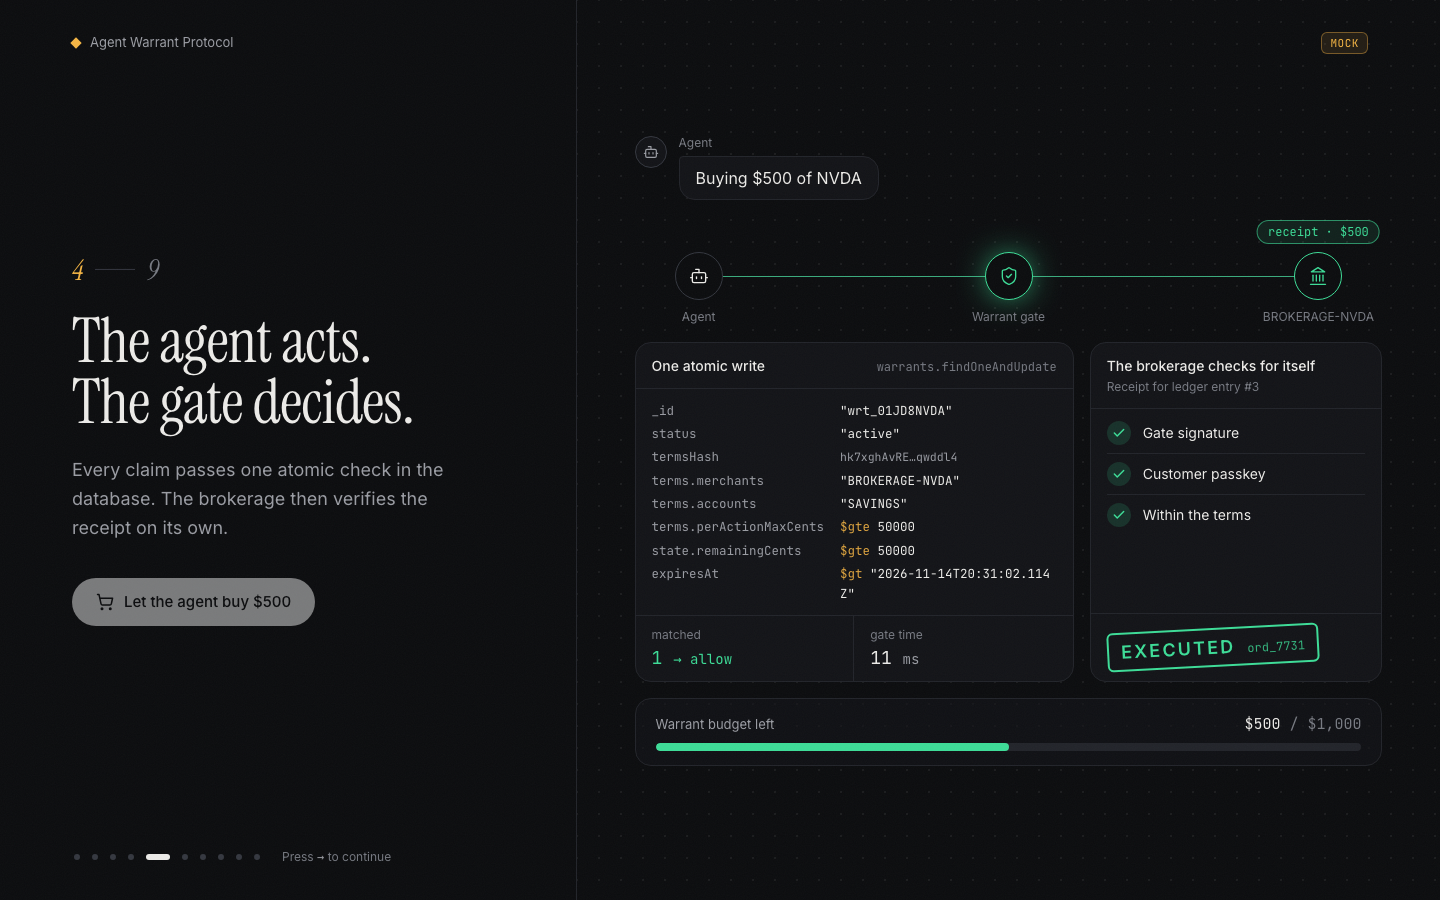 Agent Warrant Protocol
4 9
The agent acts.
The gate decides.
Every claim passes one atomic check in the
database. The brokerage then verifies the
receipt on its own.
Let the agent buy $500
Press → to continue
MOCK
Agent
Buying $500 of NVDA
receipt · $500
Agent
Warrant gate
BROKERAGE-NVDA
One atomic write warrants.findOneAndUpdate
_id "wrt_01JD8NVDA"
status "active"
termsHash hk7xghAvRE…qwddl4
terms.merchants "BROKERAGE-NVDA"
terms.accounts "SAVINGS"
terms.perActionMaxCents $gte 50000
state.remainingCents $gte 50000
expiresAt $gt "2026-11-14T20:31:02.114
Z"
matched
1 → allow
gate time
11 ms
The brokerage checks for itself
Receipt for ledger entry #3
Gate signature
Customer passkey
Within the terms
EXECUTED ord_7731
Warrant budget left $500 / $1,000